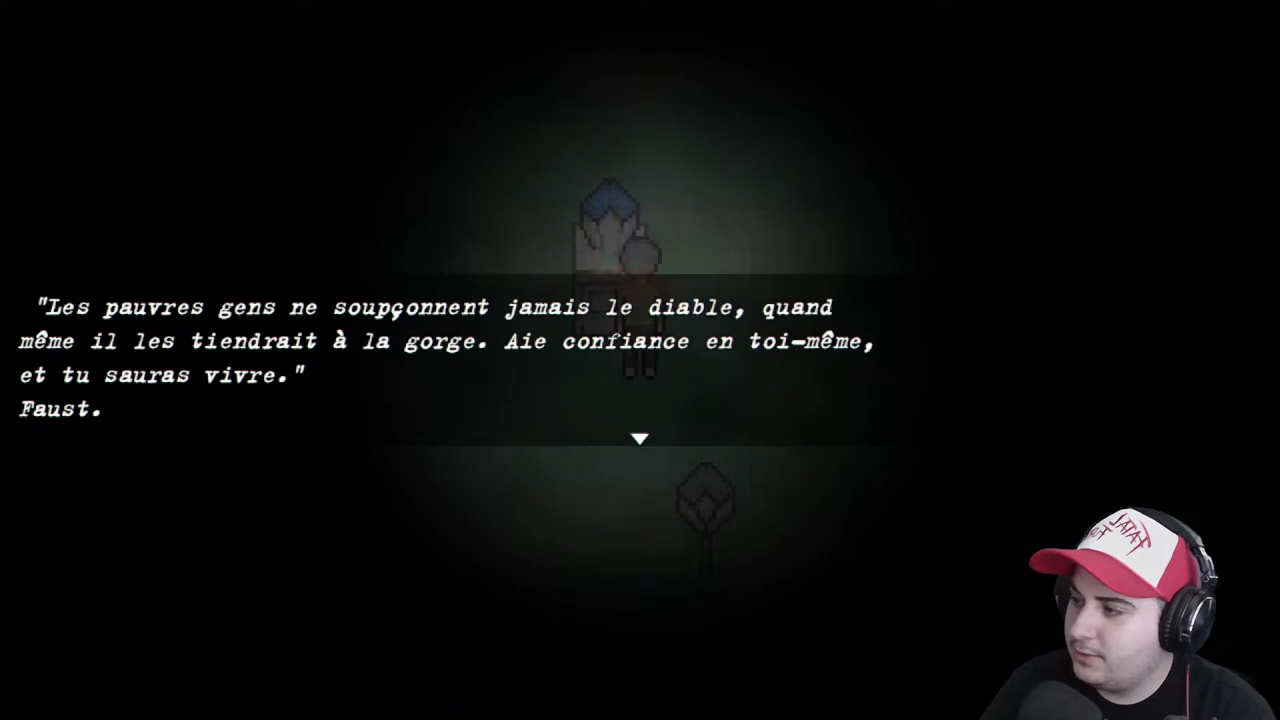 "Les pauvres gens ne soupçonnent jamais le diable, quand
même il les tiendrait à la gorge. Aie confiance en toi-même,
et tu sauras vivre."
Faust.